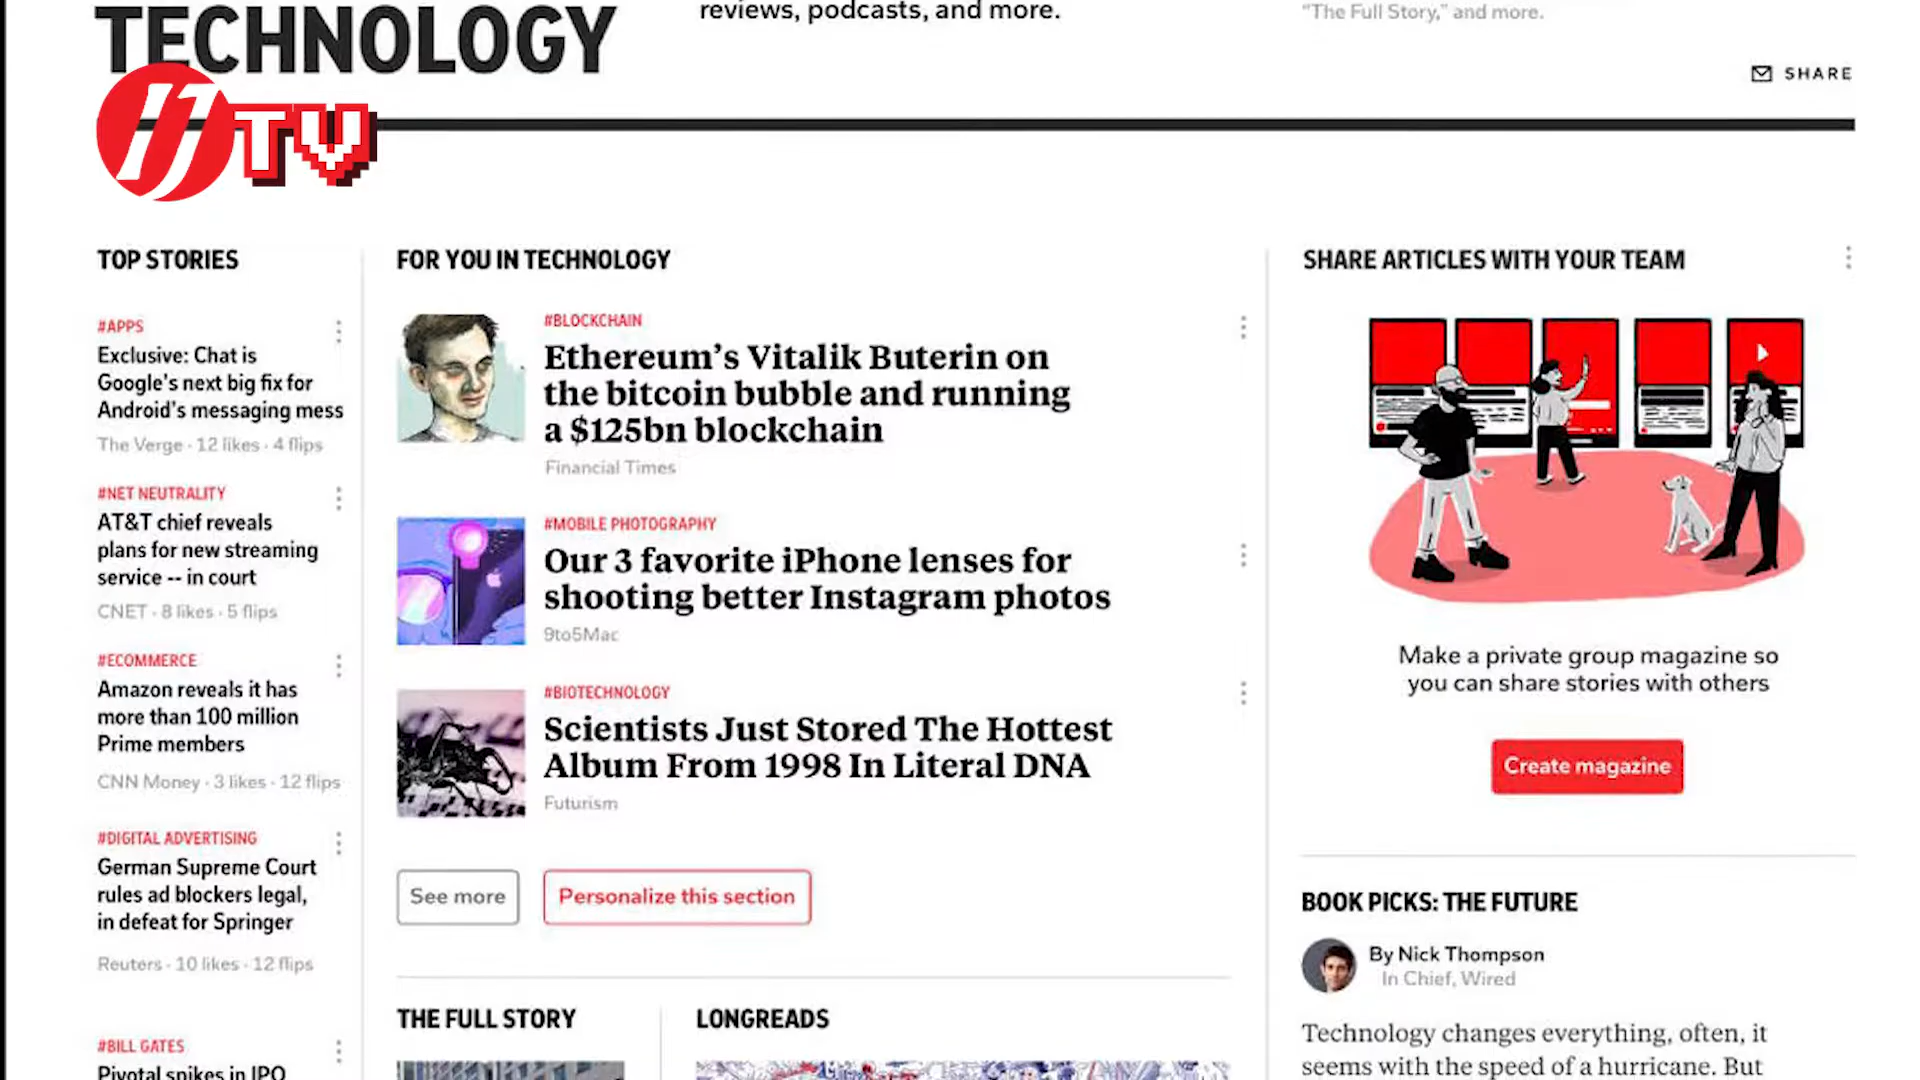 TECHNOLOGY
reviews, podcasts, and more.
“The Full Story,” and more.
SHARE
TV
TOP STORIES
#APPS
Exclusive: Chat is
Google’s next big fix for
Android’s messaging mess
The Verge · 12 likes · 4 flips
#NET NEUTRALITY
AT&T chief reveals
plans for new streaming
service -- in court
CNET · 8 likes · 5 flips
#ECOMMERCE
Amazon reveals it has
more than 100 million
Prime members
CNN Money · 3 likes · 12 flips
#DIGITAL ADVERTISING
German Supreme Court
rules ad blockers legal,
in defeat for Springer
Reuters · 10 likes · 12 flips
#BILL GATES
Pivotal spikes in IPO
FOR YOU IN TECHNOLOGY
#BLOCKCHAIN
Ethereum’s Vitalik Buterin on
the bitcoin bubble and running
a $125bn blockchain
Financial Times
#MOBILE PHOTOGRAPHY
Our 3 favorite iPhone lenses for
shooting better Instagram photos
9to5Mac
#BIOTECHNOLOGY
Scientists Just Stored The Hottest
Album From 1998 In Literal DNA
Futurism
See more
Personalize this section
THE FULL STORY
LONGREADS
SHARE ARTICLES WITH YOUR TEAM
Make a private group magazine so
you can share stories with others
Create magazine
BOOK PICKS: THE FUTURE
By Nick Thompson
In Chief, Wired
Technology changes everything, often, it
seems with the speed of a hurricane. But